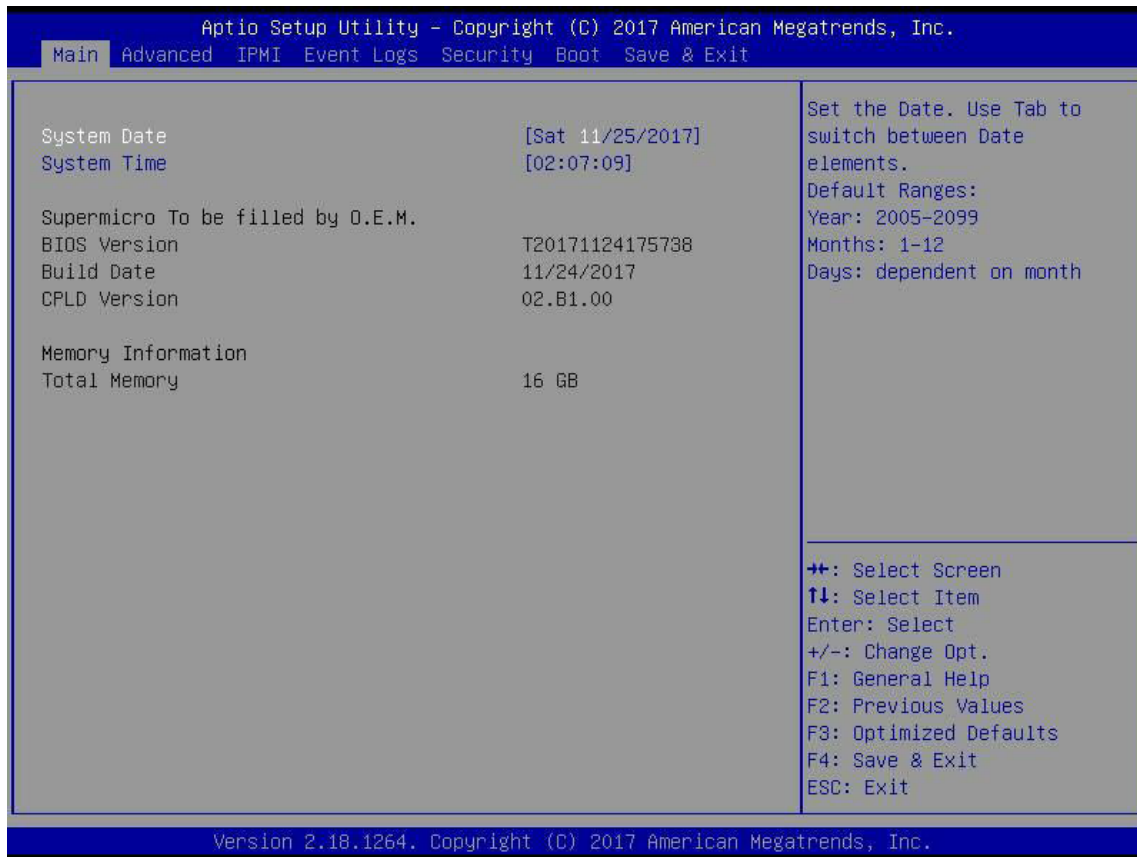 Aptio Setup Utility - Copyright (C) 2017 American Megatrends, Inc.
Main Advanced IPMI Event Logs Security Boot Save & Exit
System Date [Sat 11/25/2017]
System Time [02:07:09]
Supermicro To be filled by O.E.M.
BIOS Version T20171124175738
Build Date 11/24/2017
CPLD Version 02.B1.00
Memory Information
Total Memory 16 GB
Set the Date. Use Tab to
switch between Date
elements.
Default Ranges:
Year: 2005-2099
Months: 1-12
Days: dependent on month
→←: Select Screen
↑↓: Select Item
Enter: Select
+/-: Change Opt.
F1: General Help
F2: Previous Values
F3: Optimized Defaults
F4: Save & Exit
ESC: Exit
Version 2.18.1264. Copyright (C) 2017 American Megatrends, Inc.